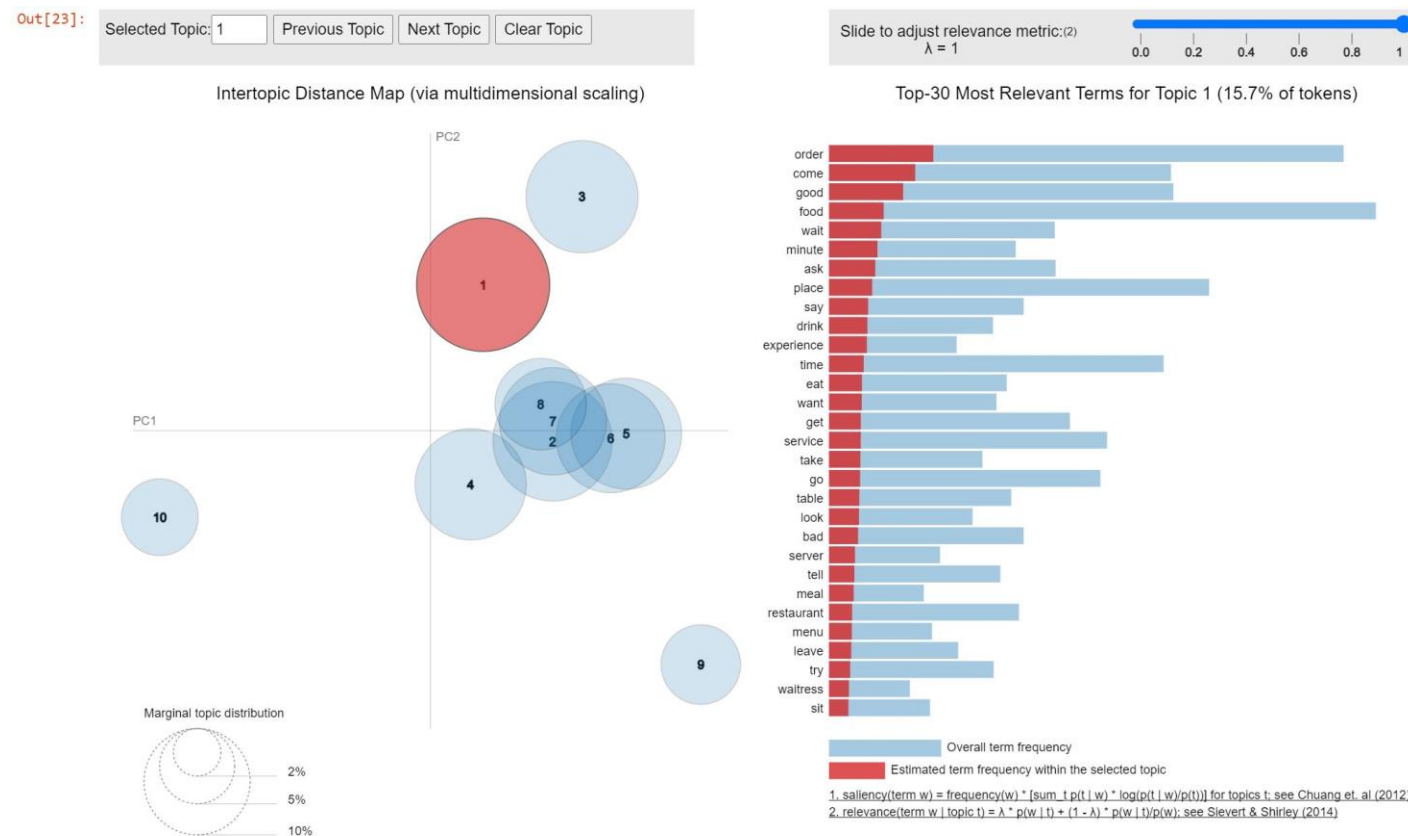 Out[23]:
Selected Topic: 1 Previous Topic Next Topic Clear Topic
Slide to adjust relevance metric:(2)
λ = 1
0.0 0.2 0.4 0.6 0.8 1
Intertopic Distance Map (via multidimensional scaling)
PC2
PC1
3
1
8
7
2
6
5
4
10
9
Marginal topic distribution
2%
5%
10%
Top-30 Most Relevant Terms for Topic 1 (15.7% of tokens)
order
come
good
food
wait
minute
ask
place
say
drink
experience
time
eat
want
get
service
take
go
table
look
bad
server
tell
meal
restaurant
menu
leave
try
waitress
sit
Overall term frequency
Estimated term frequency within the selected topic
1. saliency(term w) = frequency(w) * [sum_t p(t | w) * log(p(t | w)/p(t))] for topics t; see Chuang et. al (2012)
2. relevance(term w | topic t) = λ * p(w | t) + (1 - λ) * p(w | t)/p(w); see Sievert & Shirley (2014)